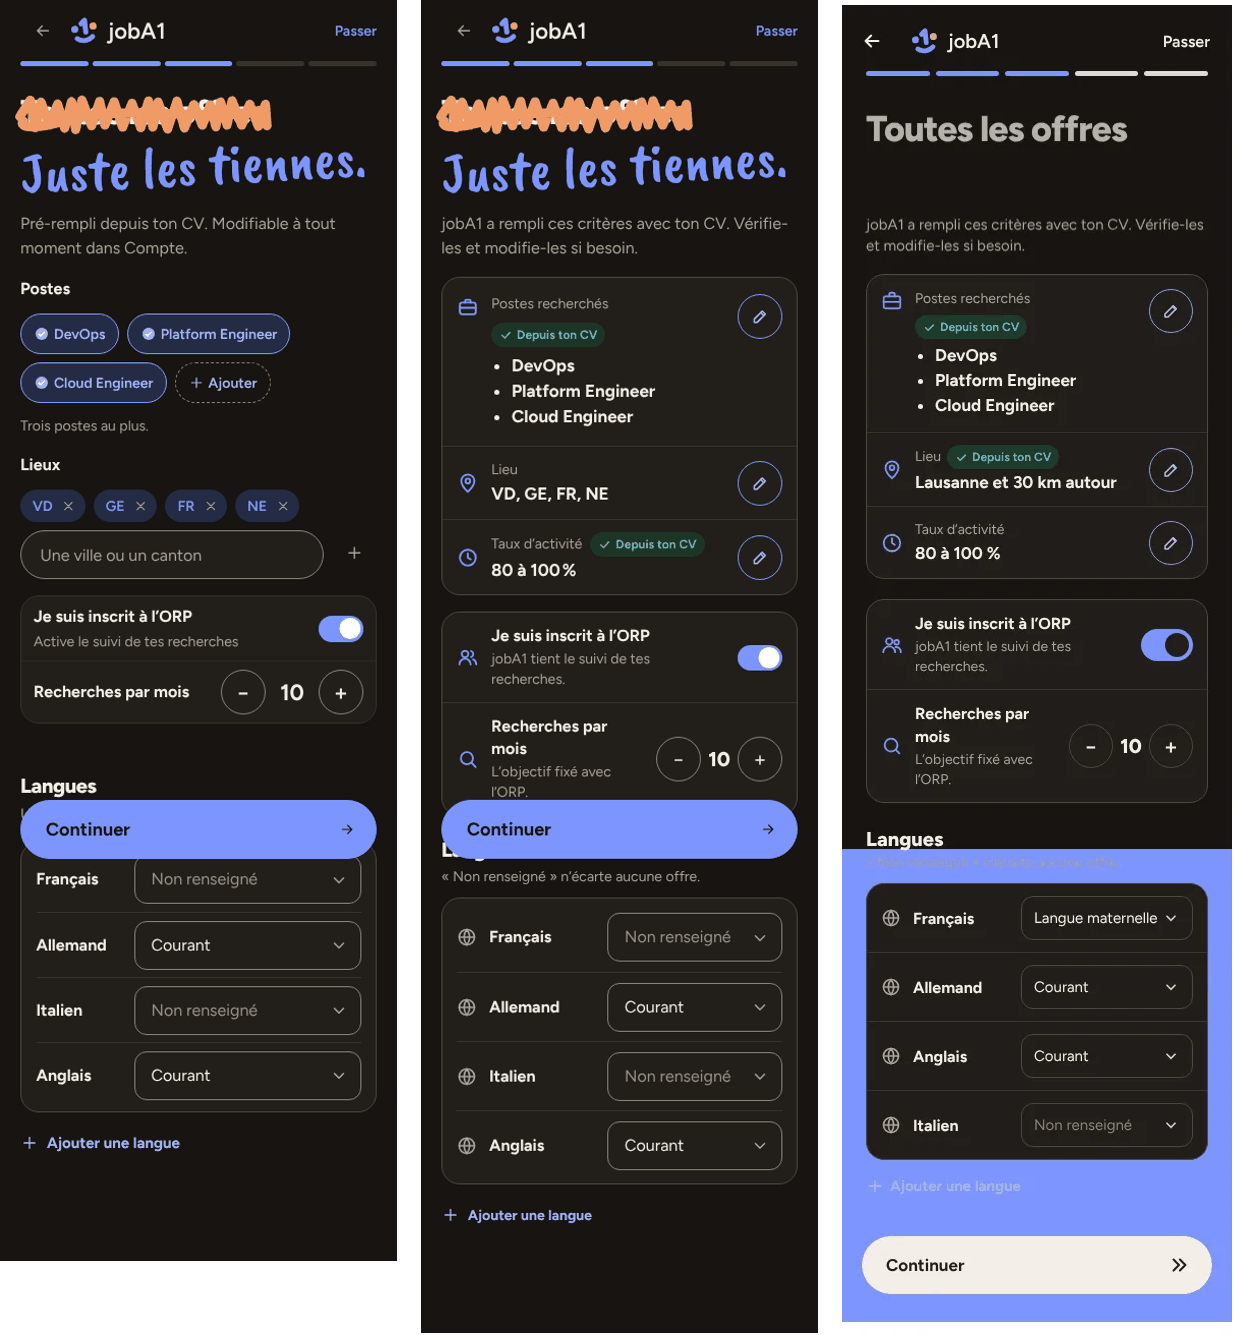 jobA1
Passer
Juste les tiennes.
Pré-rempli depuis ton CV. Modifiable à tout
moment dans Compte.
Postes
DevOps
Platform Engineer
Cloud Engineer
+ Ajouter
Trois postes au plus.
Lieux
VD ×
GE ×
FR ×
NE ×
Une ville ou un canton
+
Je suis inscrit à l’ORP
Active le suivi de tes recherches
Recherches par mois
-
10
+
Langues
Continuer →
Français
Non renseigné
Allemand
Courant
Italien
Non renseigné
Anglais
Courant
+ Ajouter une langue
jobA1
Passer
Juste les tiennes.
jobA1 a rempli ces critères avec ton CV. Vérifie-
les et modifie-les si besoin.
Postes recherchés
Depuis ton CV
• DevOps
• Platform Engineer
• Cloud Engineer
Lieu
VD, GE, FR, NE
Taux d’activité
Depuis ton CV
80 à 100 %
Je suis inscrit à l’ORP
jobA1 tient le suivi de tes
recherches.
Recherches par
mois
L’objectif fixé avec
l’ORP.
-
10
+
Continuer →
« Non renseigné » n’écarte aucune offre.
Français
Non renseigné
Allemand
Courant
Italien
Non renseigné
Anglais
Courant
+ Ajouter une langue
jobA1
Passer
Toutes les offres
jobA1 a rempli ces critères avec ton CV. Vérifie-les
et modifie-les si besoin.
Postes recherchés
Depuis ton CV
• DevOps
• Platform Engineer
• Cloud Engineer
Lieu
Depuis ton CV
Lausanne et 30 km autour
Taux d’activité
80 à 100 %
Je suis inscrit à l’ORP
jobA1 tient le suivi de tes
recherches.
Recherches par
mois
L’objectif fixé avec
l’ORP.
-
10
+
Langues
Français
Langue maternelle
Allemand
Courant
Anglais
Courant
Italien
Non renseigné
+ Ajouter une langue
Continuer »